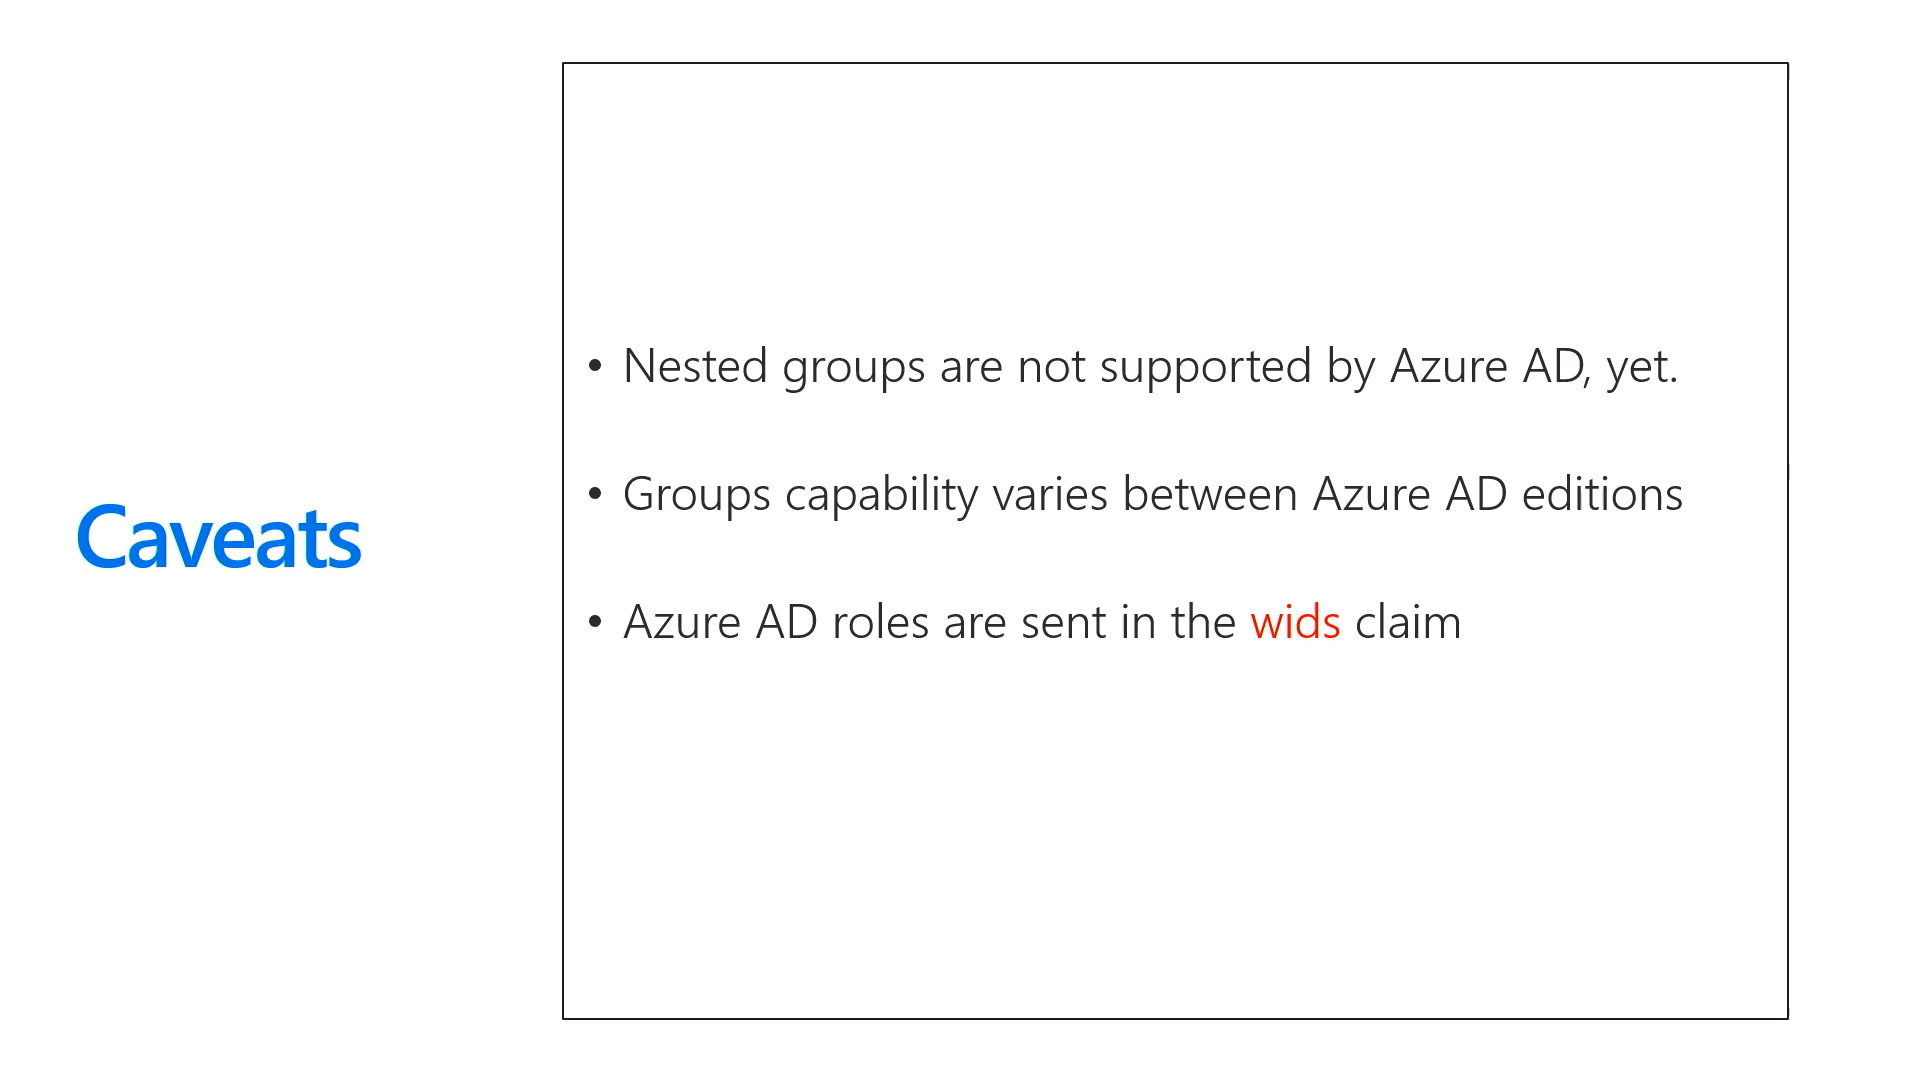 Caveats
• Nested groups are not supported by Azure AD, yet.
• Groups capability varies between Azure AD editions
• Azure AD roles are sent in the wids claim